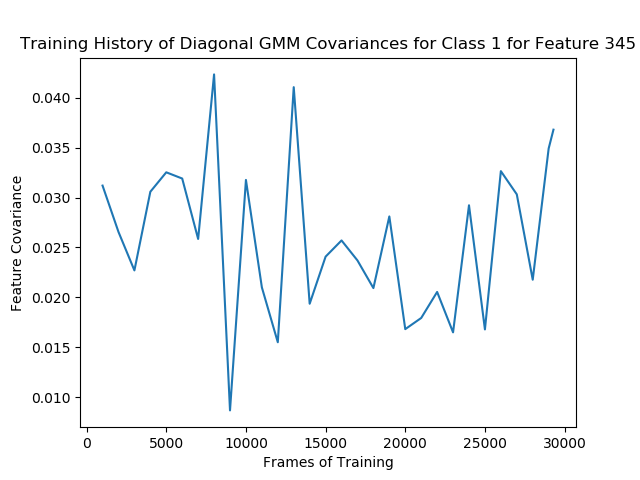 Training History of Diagonal GMM Covariances for Class 1 for Feature 345
0.040
0.035
0.030
0.025
0.020
0.015
0.010
Feature Covariance
0 5000 10000 15000 20000 25000 30000
Frames of Training